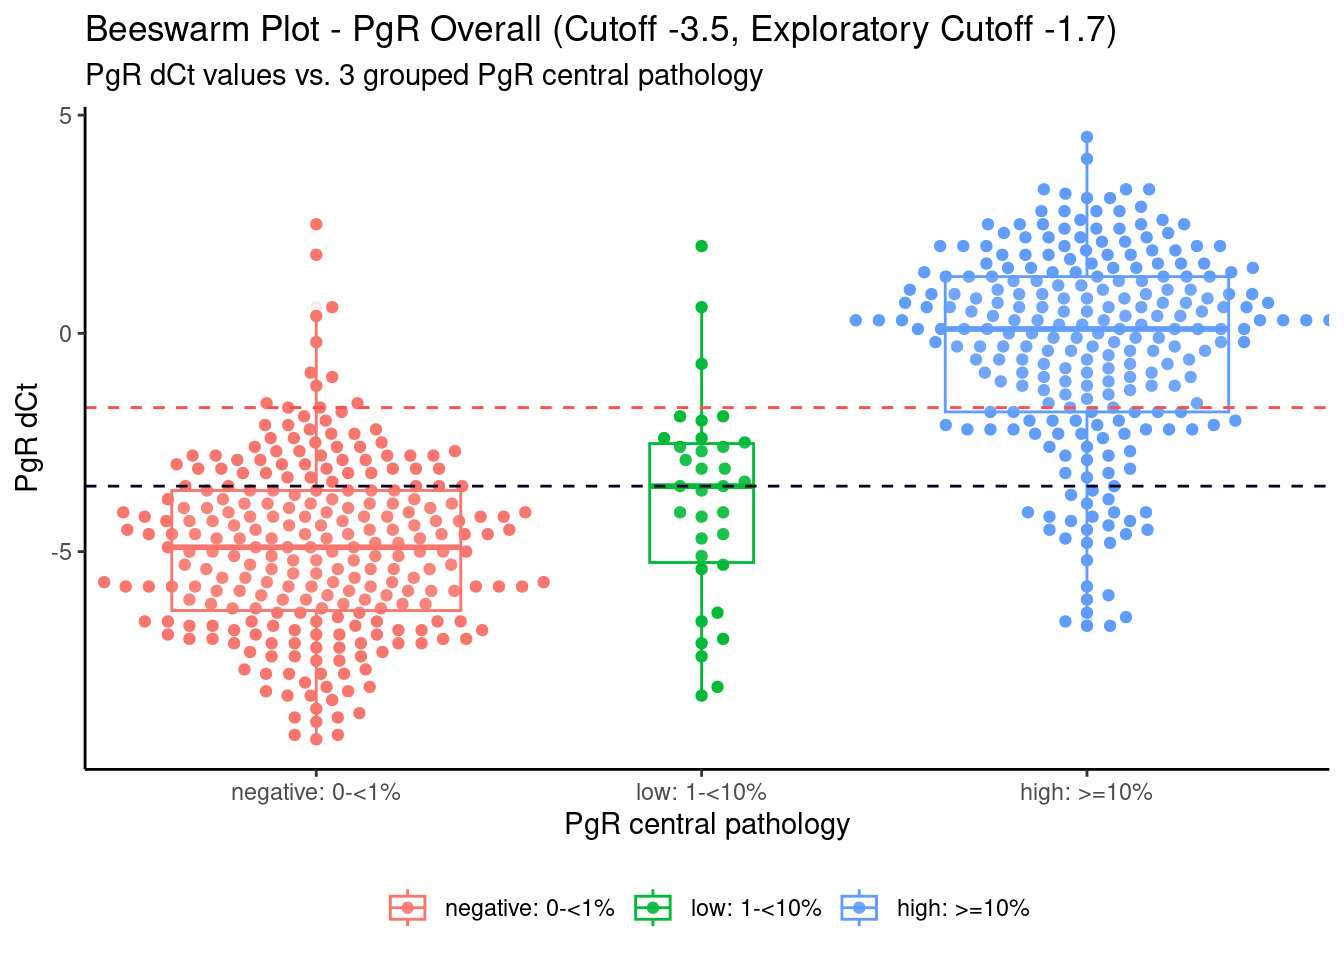 Beeswarm Plot - PgR Overall (Cutoff -3.5, Exploratory Cutoff -1.7)
PgR dCt values vs. 3 grouped PgR central pathology
5
0
-5
PgR dCt
negative: 0-<1%
low: 1-<10%
high: >=10%
PgR central pathology
negative: 0-<1%
low: 1-<10%
high: >=10%